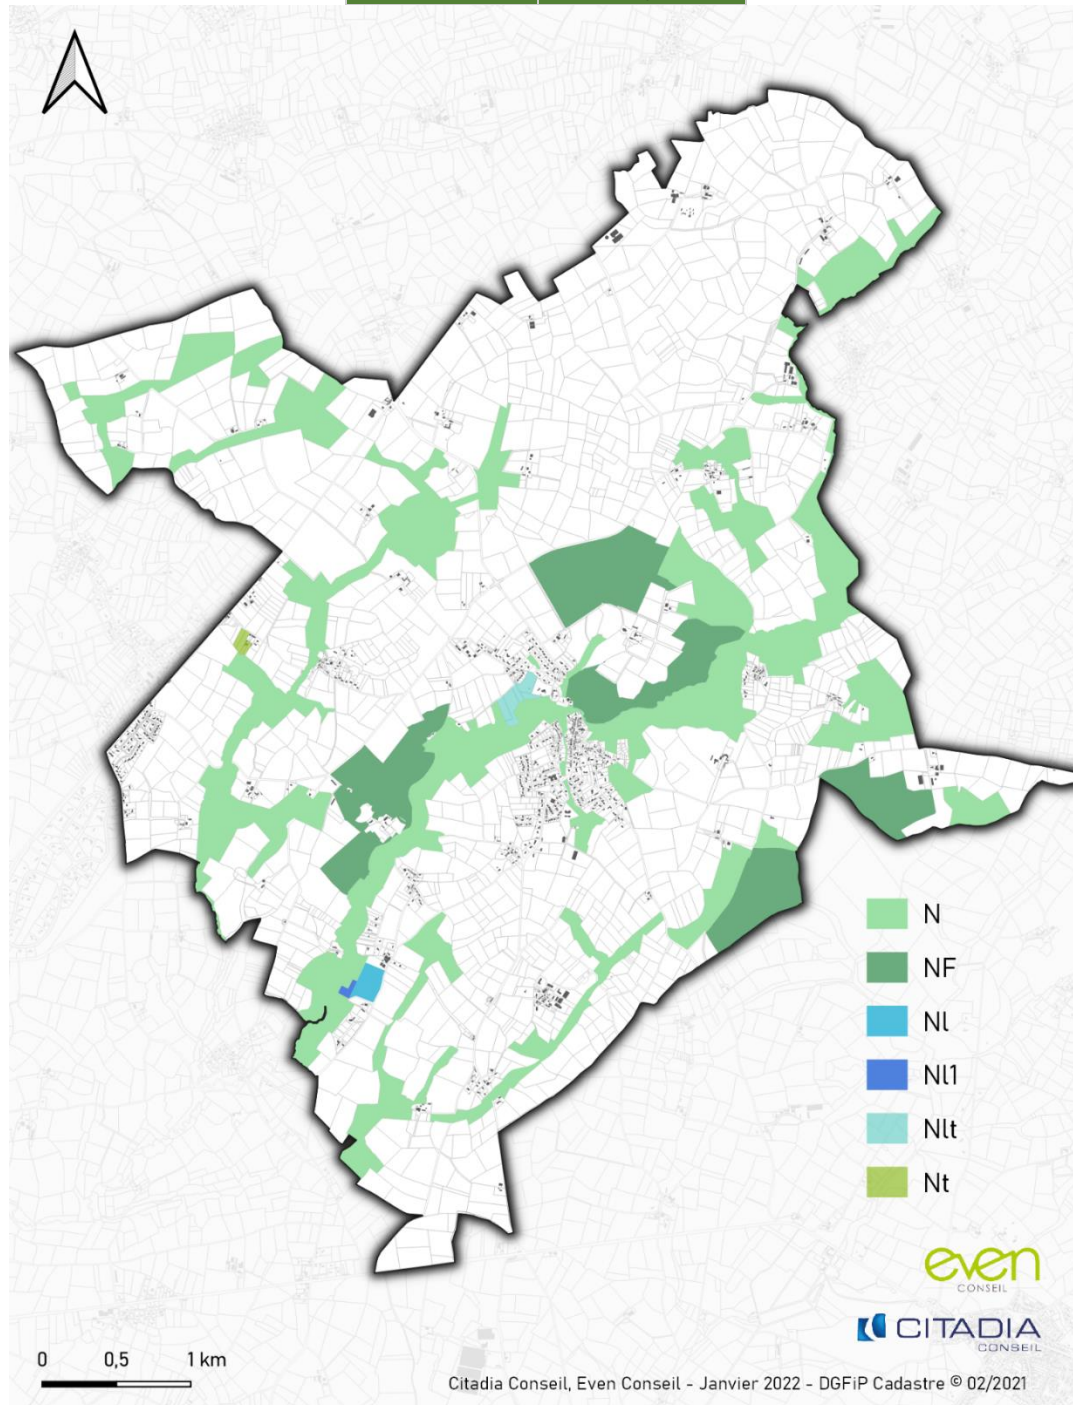 N
NF
Nl
Nl1
Nlt
Nt
even
CONSEIL
CITADIA
CONSEIL
0 0,5 1 km
Citadia Conseil, Even Conseil - Janvier 2022 - DGFiP Cadastre © 02/2021